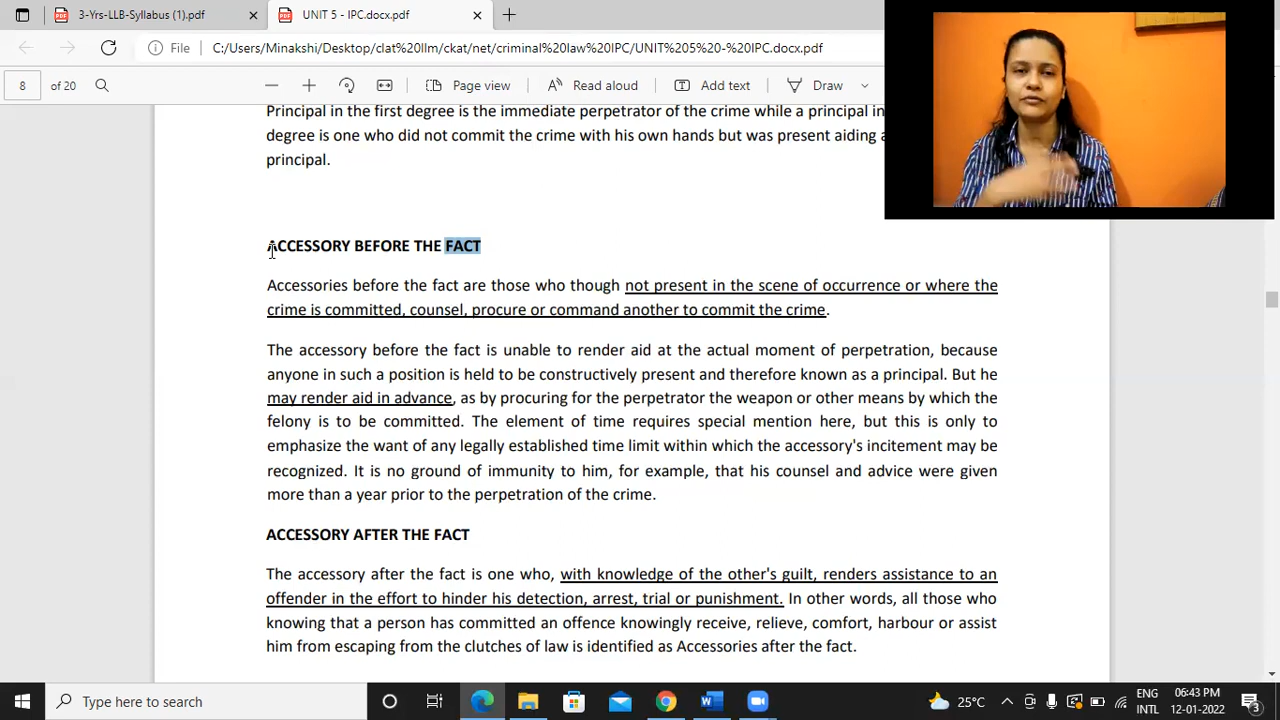 3-Yrs-LLB-Syllabus (1).pdf
UNIT 5 - IPC.docx.pdf
File
C:/Users/Minakshi/Desktop/clat%20llm/ckat/net/criminal%20law%20IPC/UNIT%205%20-%20IPC.docx.pdf
8 of 20
Page view
Read aloud
Add text
Draw
Principal in the first degree is the immediate perpetrator of the crime while a principal in
degree is one who did not commit the crime with his own hands but was present aiding a
principal.
ACCESSORY BEFORE THE FACT
Accessories before the fact are those who though not present in the scene of occurrence or where the
crime is committed, counsel, procure or command another to commit the crime.
The accessory before the fact is unable to render aid at the actual moment of perpetration, because
anyone in such a position is held to be constructively present and therefore known as a principal. But he
may render aid in advance, as by procuring for the perpetrator the weapon or other means by which the
felony is to be committed. The element of time requires special mention here, but this is only to
emphasize the want of any legally established time limit within which the accessory's incitement may be
recognized. It is no ground of immunity to him, for example, that his counsel and advice were given
more than a year prior to the perpetration of the crime.
ACCESSORY AFTER THE FACT
The accessory after the fact is one who, with knowledge of the other's guilt, renders assistance to an
offender in the effort to hinder his detection, arrest, trial or punishment. In other words, all those who
knowing that a person has committed an offence knowingly receive, relieve, comfort, harbour or assist
him from escaping from the clutches of law is identified as Accessories after the fact.
Type here to search
25°C
ENG
INTL
06:43 PM
12-01-2022
3